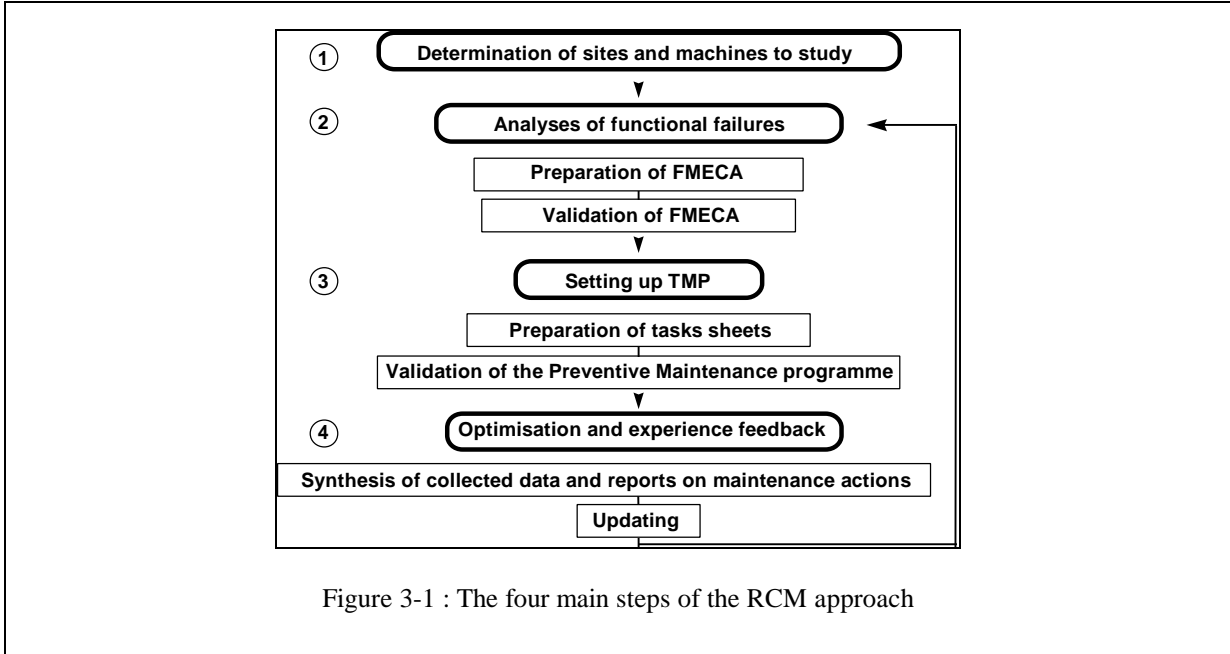 1 Determination of sites and machines to study
2 Analyses of functional failures
Preparation of FMECA
Validation of FMECA
3 Setting up TMP
Preparation of tasks sheets
Validation of the Preventive Maintenance programme
4 Optimisation and experience feedback
Synthesis of collected data and reports on maintenance actions
Updating
Figure 3-1 : The four main steps of the RCM approach